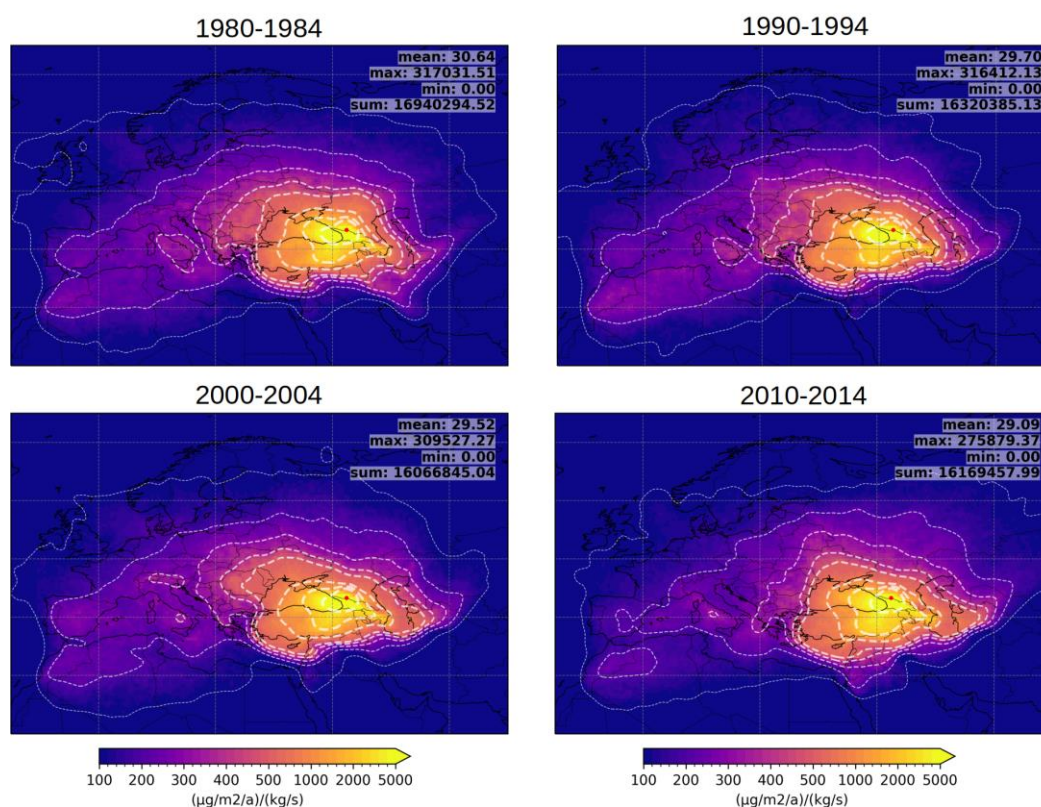 1980-1984
mean: 30.64
max: 317031.51
min: 0.00
sum: 16940294.52
1990-1994
mean: 29.70
max: 316412.13
min: 0.00
sum: 16320385.13
2000-2004
mean: 29.52
max: 309527.27
min: 0.00
sum: 16066845.04
2010-2014
mean: 29.09
max: 275879.37
min: 0.00
sum: 16169457.99
100 200 300 400 500 1000 2000 5000
(µg/m2/a)/(kg/s)
100 200 300 400 500 1000 2000 5000
(µg/m2/a)/(kg/s)